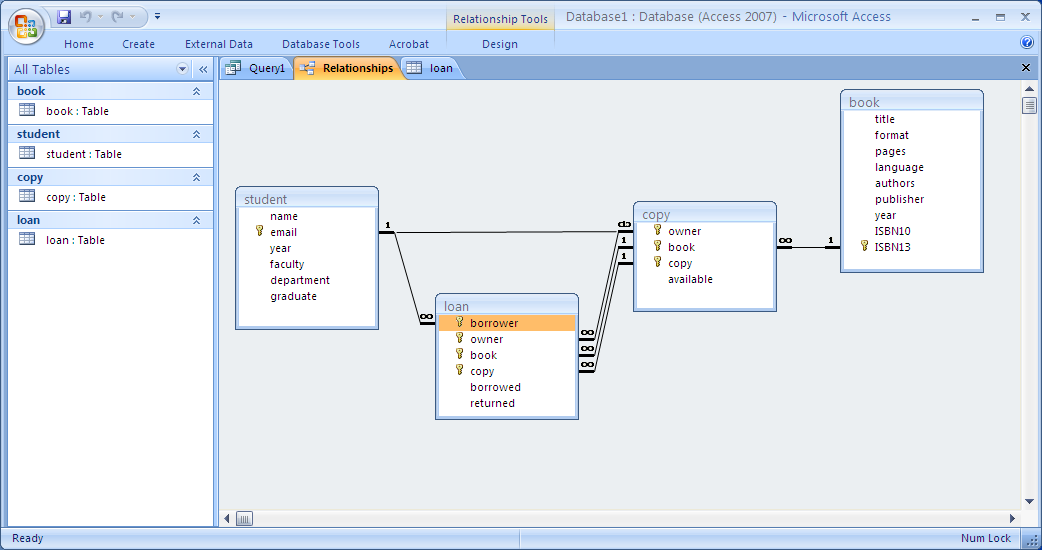 Relationship Tools
Database1 : Database (Access 2007) - Microsoft Access
Home Create External Data Database Tools Acrobat Design
All Tables
book
book : Table
student
student : Table
copy
copy : Table
loan
loan : Table
Query1 Relationships loan
student
name
email
year
faculty
department
graduate
1
∞
loan
borrower
owner
book
copy
borrowed
returned
∞
∞
∞
copy
owner
book
copy
available
1
1
∞
1
book
title
format
pages
language
authors
publisher
year
ISBN10
ISBN13
Ready
Num Lock